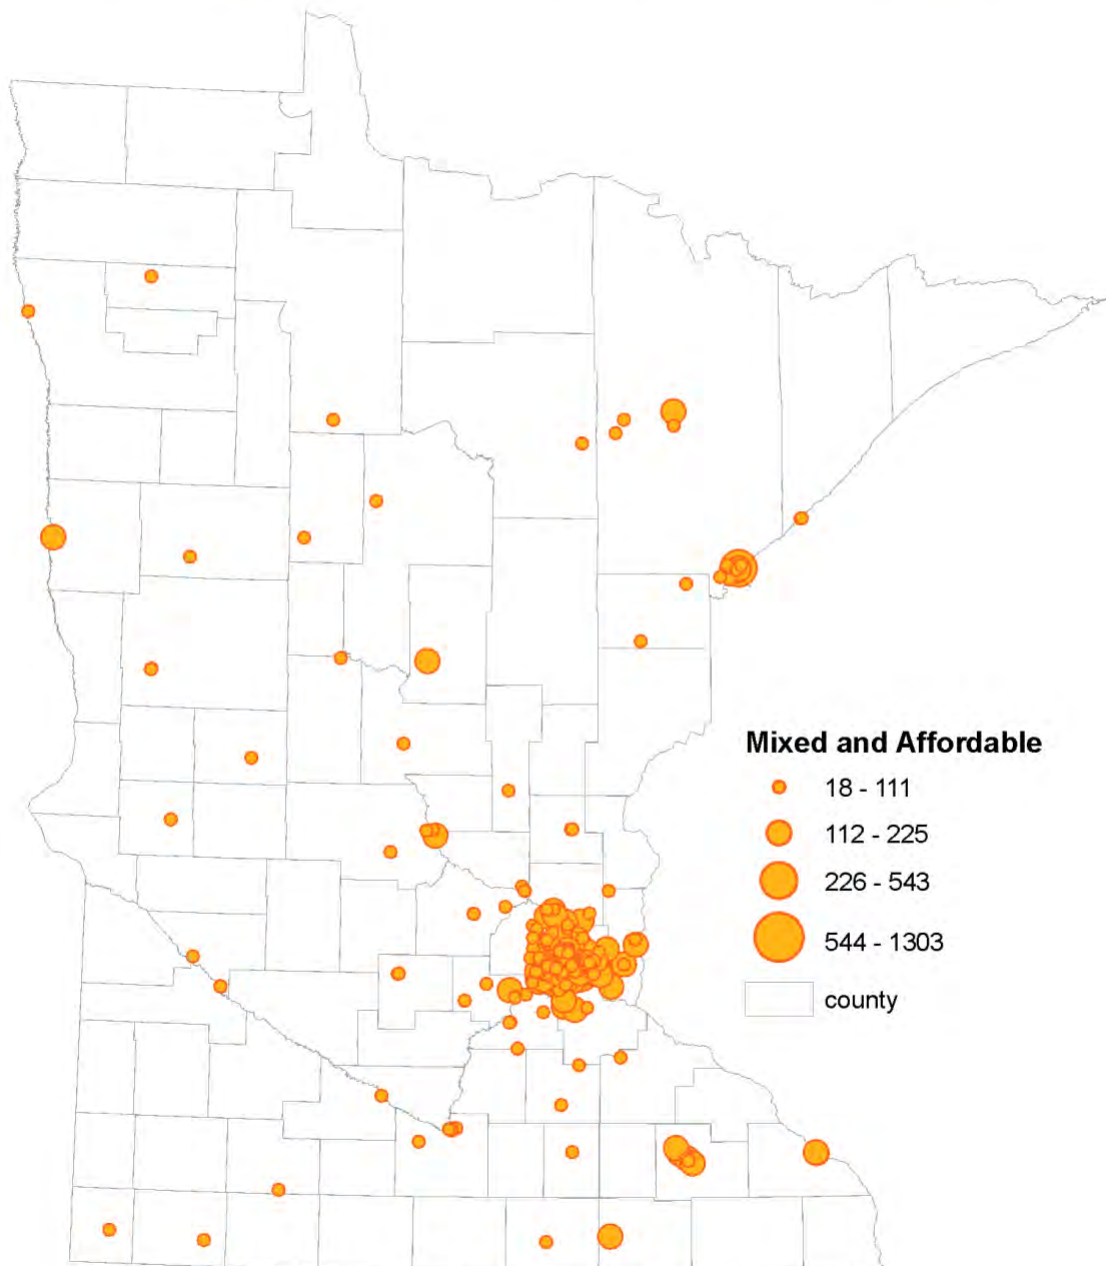 Mixed and Affordable
18 - 111
112 - 225
226 - 543
544 - 1303
county